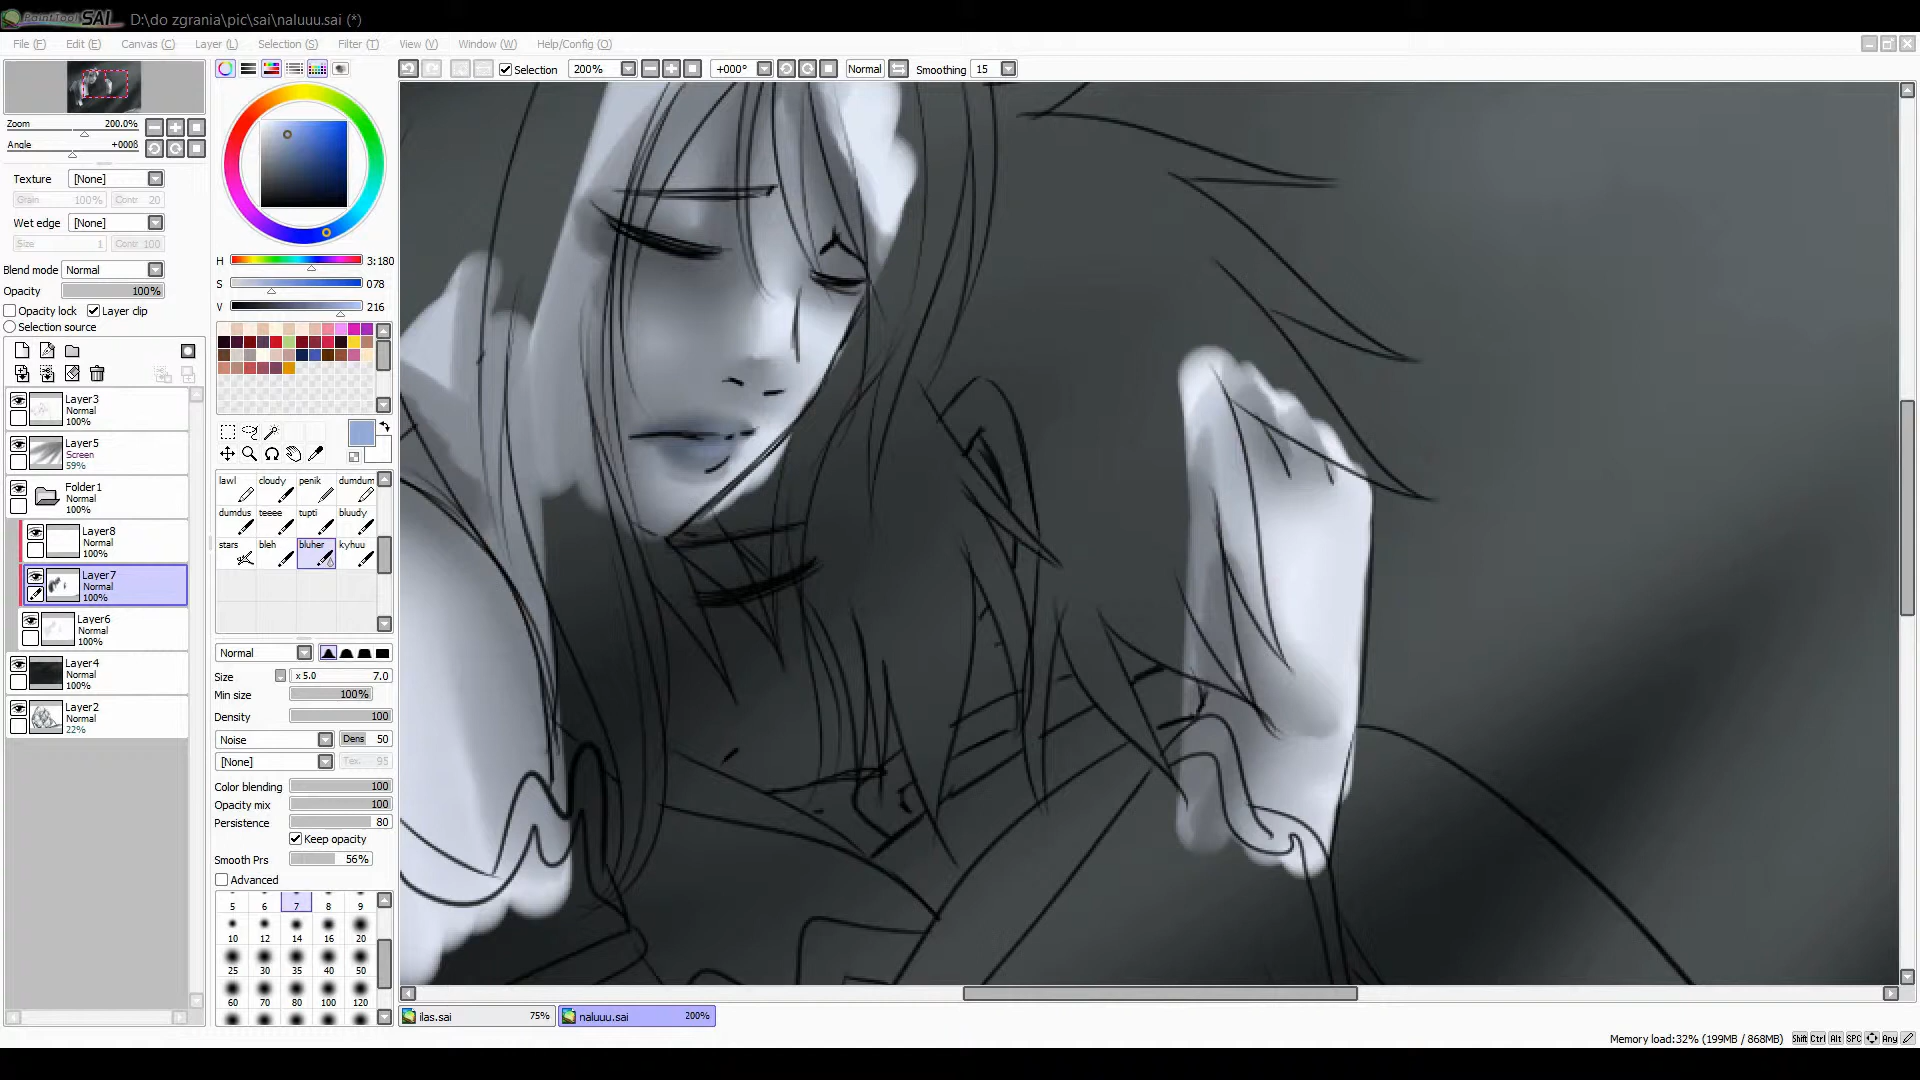 PaintTool SAI D:\do zgrania\pic\sai\naluuu.sai (*)
File (F) Edit (E) Canvas (C) Layer (L) Selection (S) Filter (T) View (V) Window (W) Help/Config (O)
Selection 200% +000° Normal Smoothing 15
Zoom 200.0%
Angle +000δ
Texture [None]
Grain 100% Contr 20
Wet edge [None]
Size 1 Contr 100
Blend mode Normal
Opacity 100%
Opacity lock Layer clip
Selection source
Layer3
Normal
100%
Layer5
Screen
59%
Folder1
Normal
100%
Layer8
Normal
100%
Layer7
Normal
100%
Layer6
Normal
100%
Layer4
Normal
100%
Layer2
Normal
22%
H 3:180
S 078
V 216
lawl cloudy penik dumdum
dumdus teeee tupti bluudy
stars bleh bluher kyhuu
Normal
Size x 5.0 7.0
Min size 100%
Density 100
Noise Dens 50
[None] Tex. 95
Color blending 100
Opacity mix 100
Persistence 80
Keep opacity
Smooth Prs 56%
Advanced
5 6 7 8 9
10 12 14 16 20
25 30 35 40 50
60 70 80 100 120
ilas.sai 75% naluuu.sai 200%
Memory load:32% (199MB / 868MB) Shift Ctrl Alt SPC Any